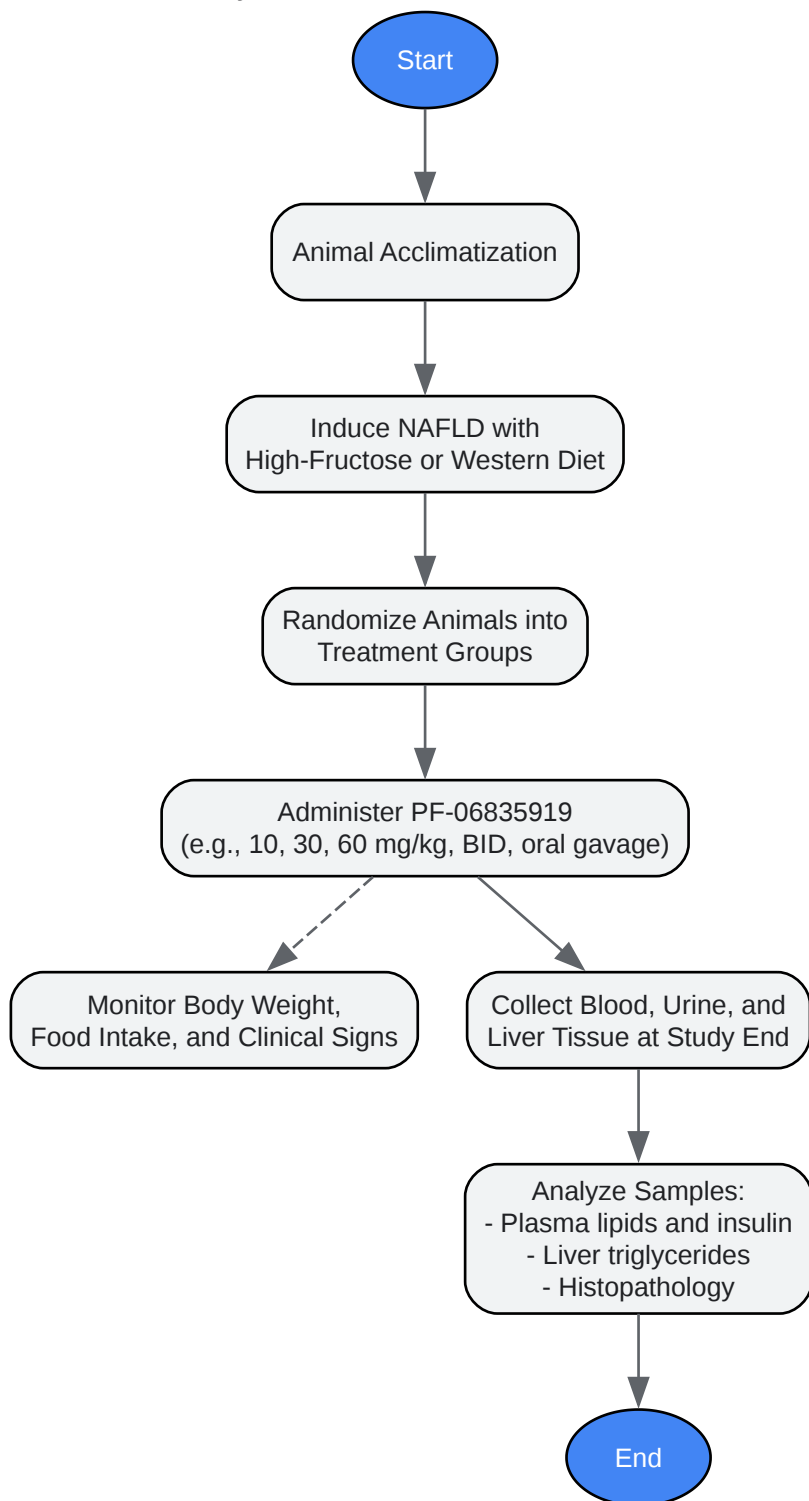 Start
Animal Acclimatization
Induce NAFLD with
High-Fructose or Western Diet
Randomize Animals into
Treatment Groups
Administer PF-06835919
(e.g., 10, 30, 60 mg/kg, BID, oral gavage)
Monitor Body Weight,
Food Intake, and Clinical Signs
Collect Blood, Urine, and
Liver Tissue at Study End
Analyze Samples:
- Plasma lipids and insulin
- Liver triglycerides
- Histopathology
End